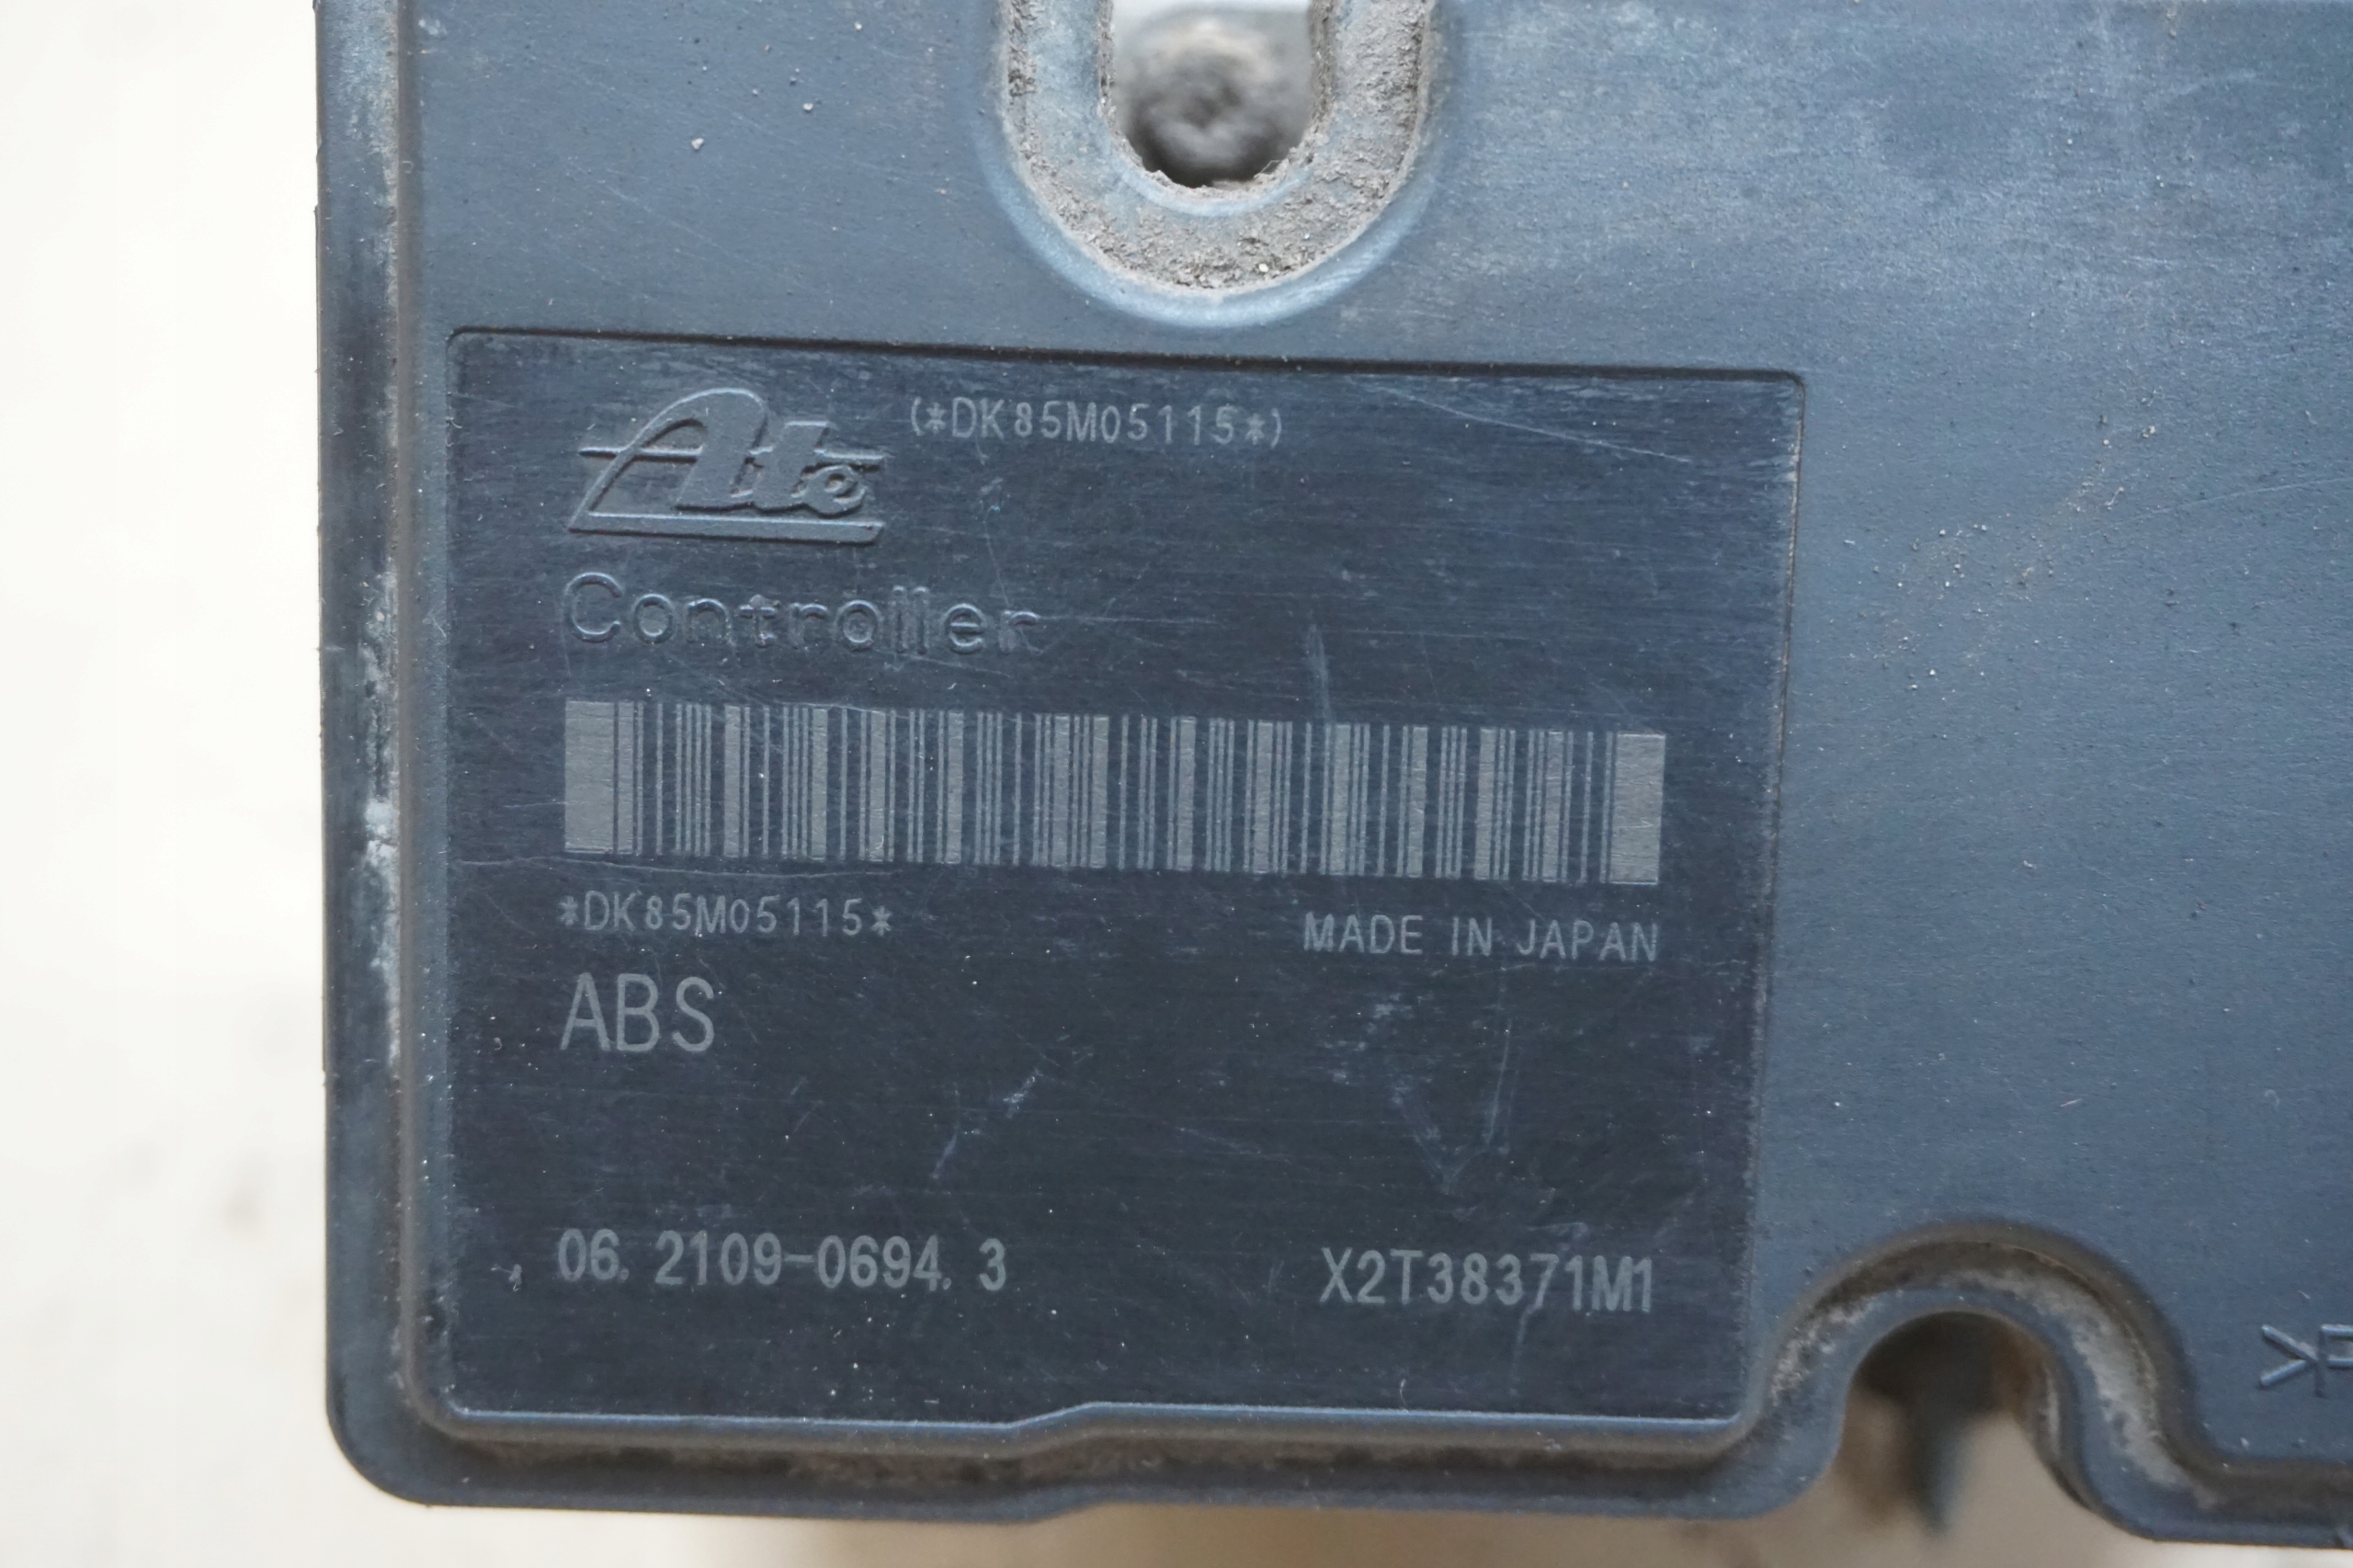 Ate (*DK85M05115*)
Controller
*DK85M05115* MADE IN JAPAN
ABS
06.2109-0694.3 X2T38371M1